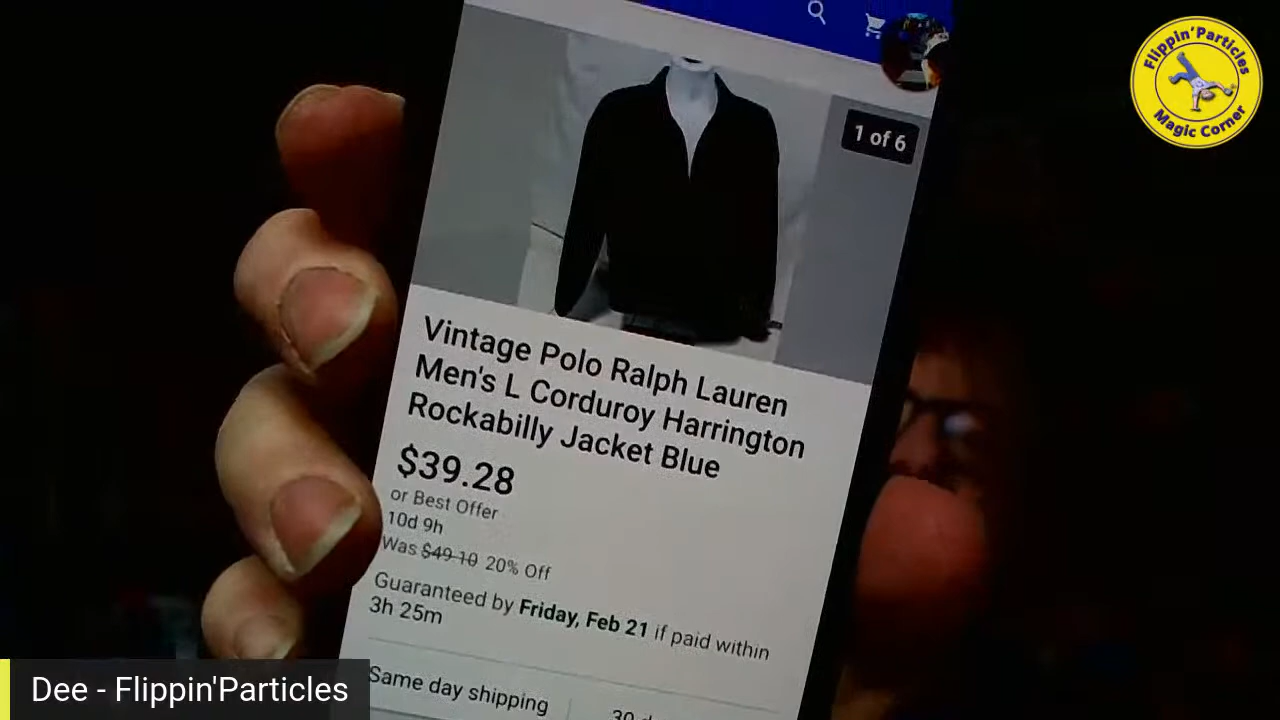 Flippin'Particles
Magic Corner
1 of 6
Vintage Polo Ralph Lauren
Men's L Corduroy Harrington
Rockabilly Jacket Blue
$39.28
or Best Offer
10d 9h
Was $49.10 20% Off
Guaranteed by Friday, Feb 21 if paid within
3h 25m
Same day shipping
30 d
Dee - Flippin'Particles